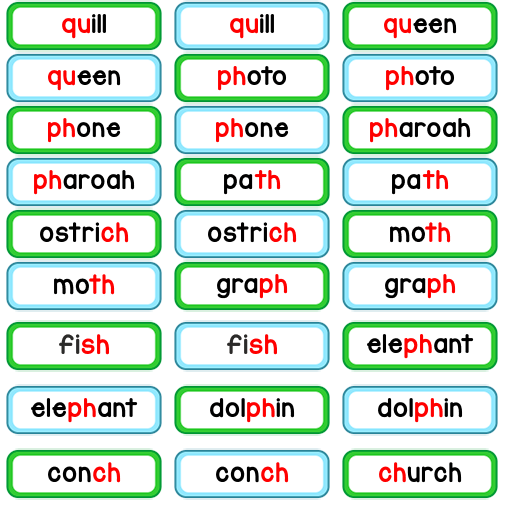 quill quill queen
queen photo photo
phone phone pharoah
pharoah path path
ostrich ostrich moth
moth graph graph
fish fish elephant
elephant dolphin dolphin
conch conch church